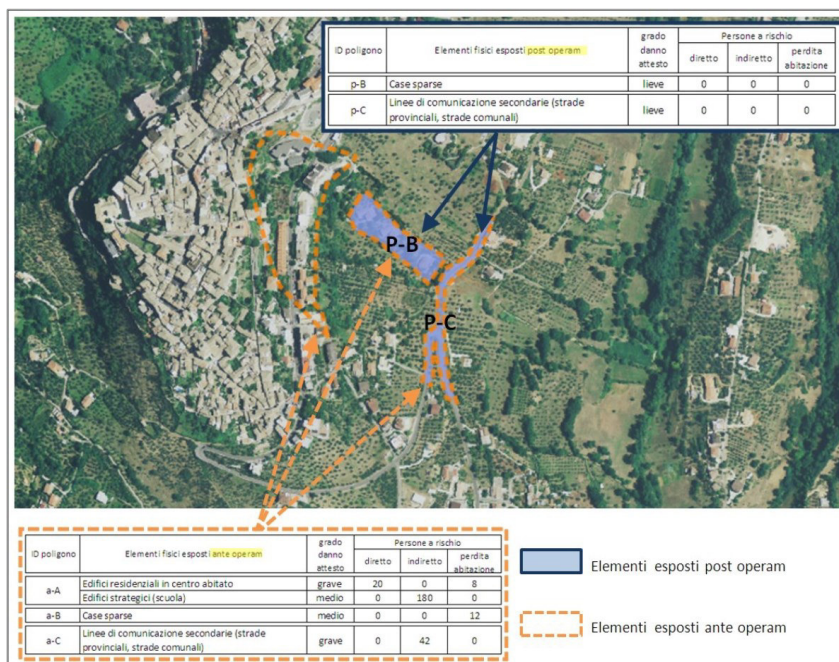 ID poligono Elementi fisici esposti post operam grado danno attesto Persone a rischio
diretto indiretto perdita abitazione
p-B Case sparse lieve 0 0 0
p-C Linee di comunicazione secondarie (strade provinciali, strade comunali) lieve 0 0 0
P-B
P-C
ID poligono Elementi fisici esposti ante operam grado danno attesto Persone a rischio
diretto indiretto perdita abitazione
a-A Edifici residenziali in centro abitato grave 20 0 8
Edifici strategici (scuola) medio 0 180 0
a-B Case sparse medio 0 0 12
a-C Linee di comunicazione secondarie (strade provinciali, strade comunali) grave 0 42 0
Elementi esposti post operam
Elementi esposti ante operam